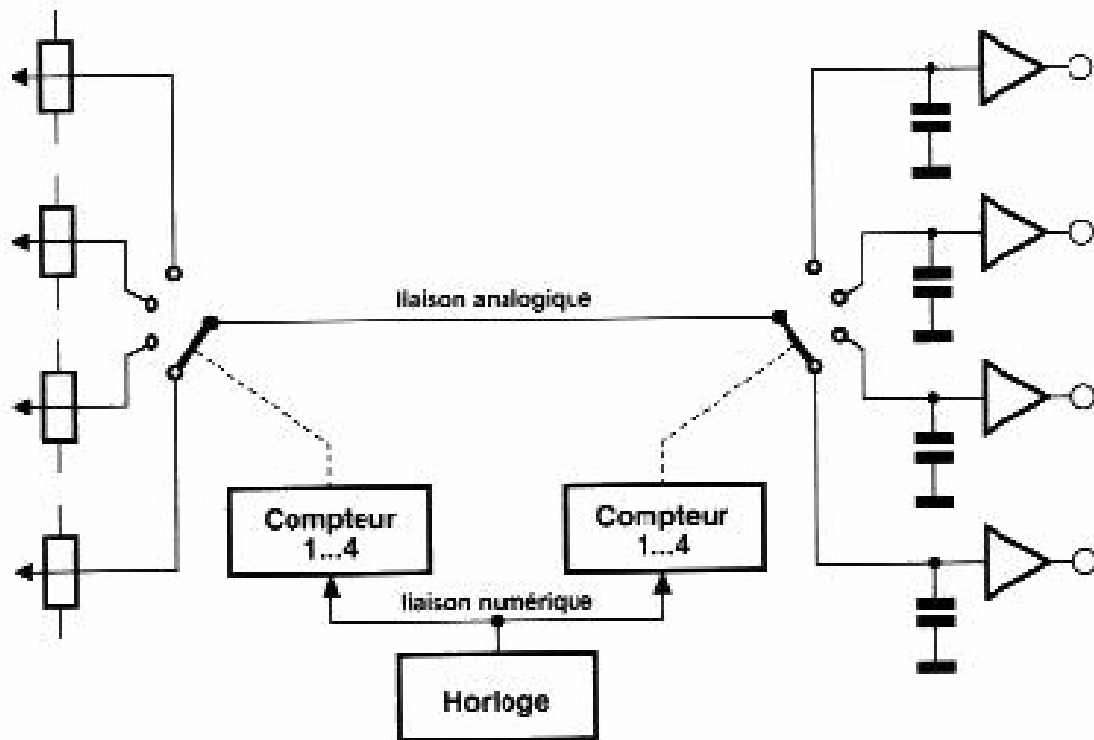 liaison analogique
Compteur
1...4
Compteur
1...4
liaison numérique
Horloge